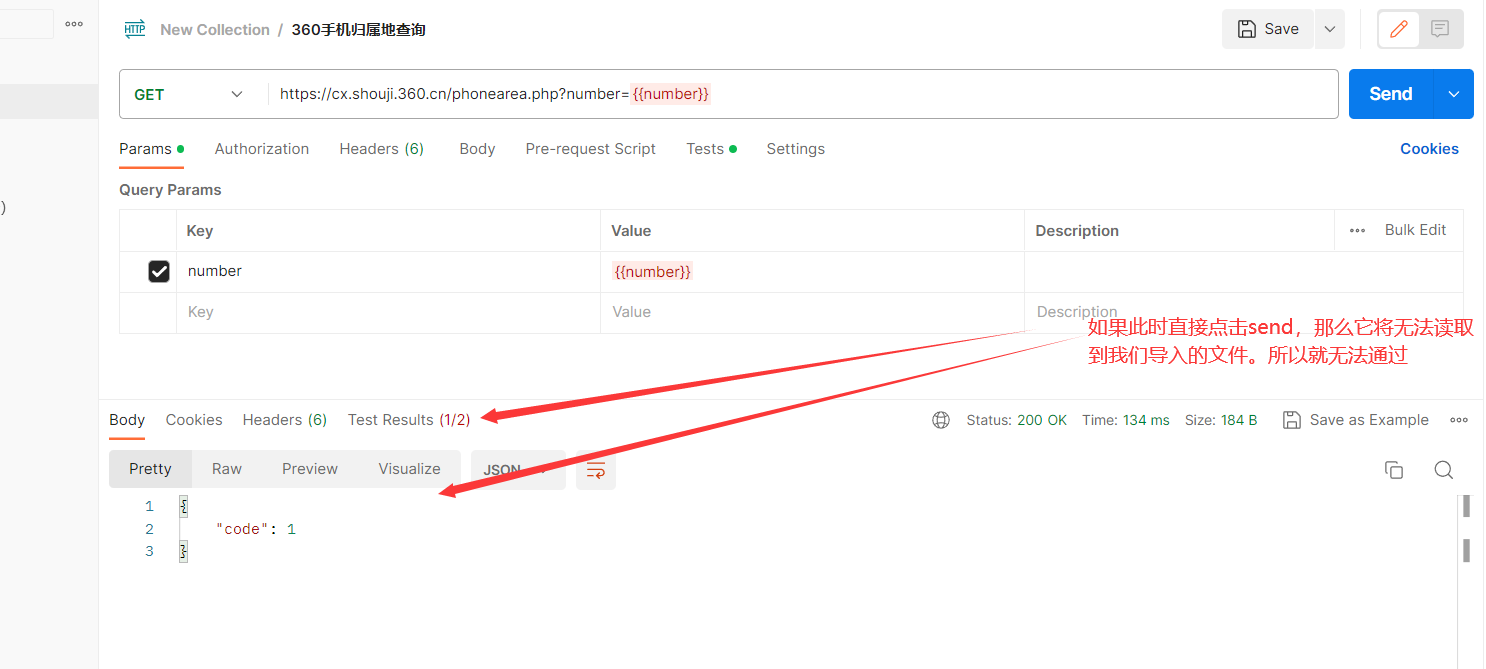 HTTP New Collection / 360手机归属地查询 Save
GET https://cx.shouji.360.cn/phonearea.php?number={{number}} Send
Params Authorization Headers (6) Body Pre-request Script Tests Settings Cookies
Query Params
Key Value Description Bulk Edit
number {{number}}
Key Value Description
)
如果此时直接点击send，那么它将无法读取
到我们导入的文件。所以就无法通过
Body Cookies Headers (6) Test Results (1/2) Status: 200 OK Time: 134 ms Size: 184 B Save as Example
Pretty Raw Preview Visualize JSON
1 {
2 "code": 1
3 }